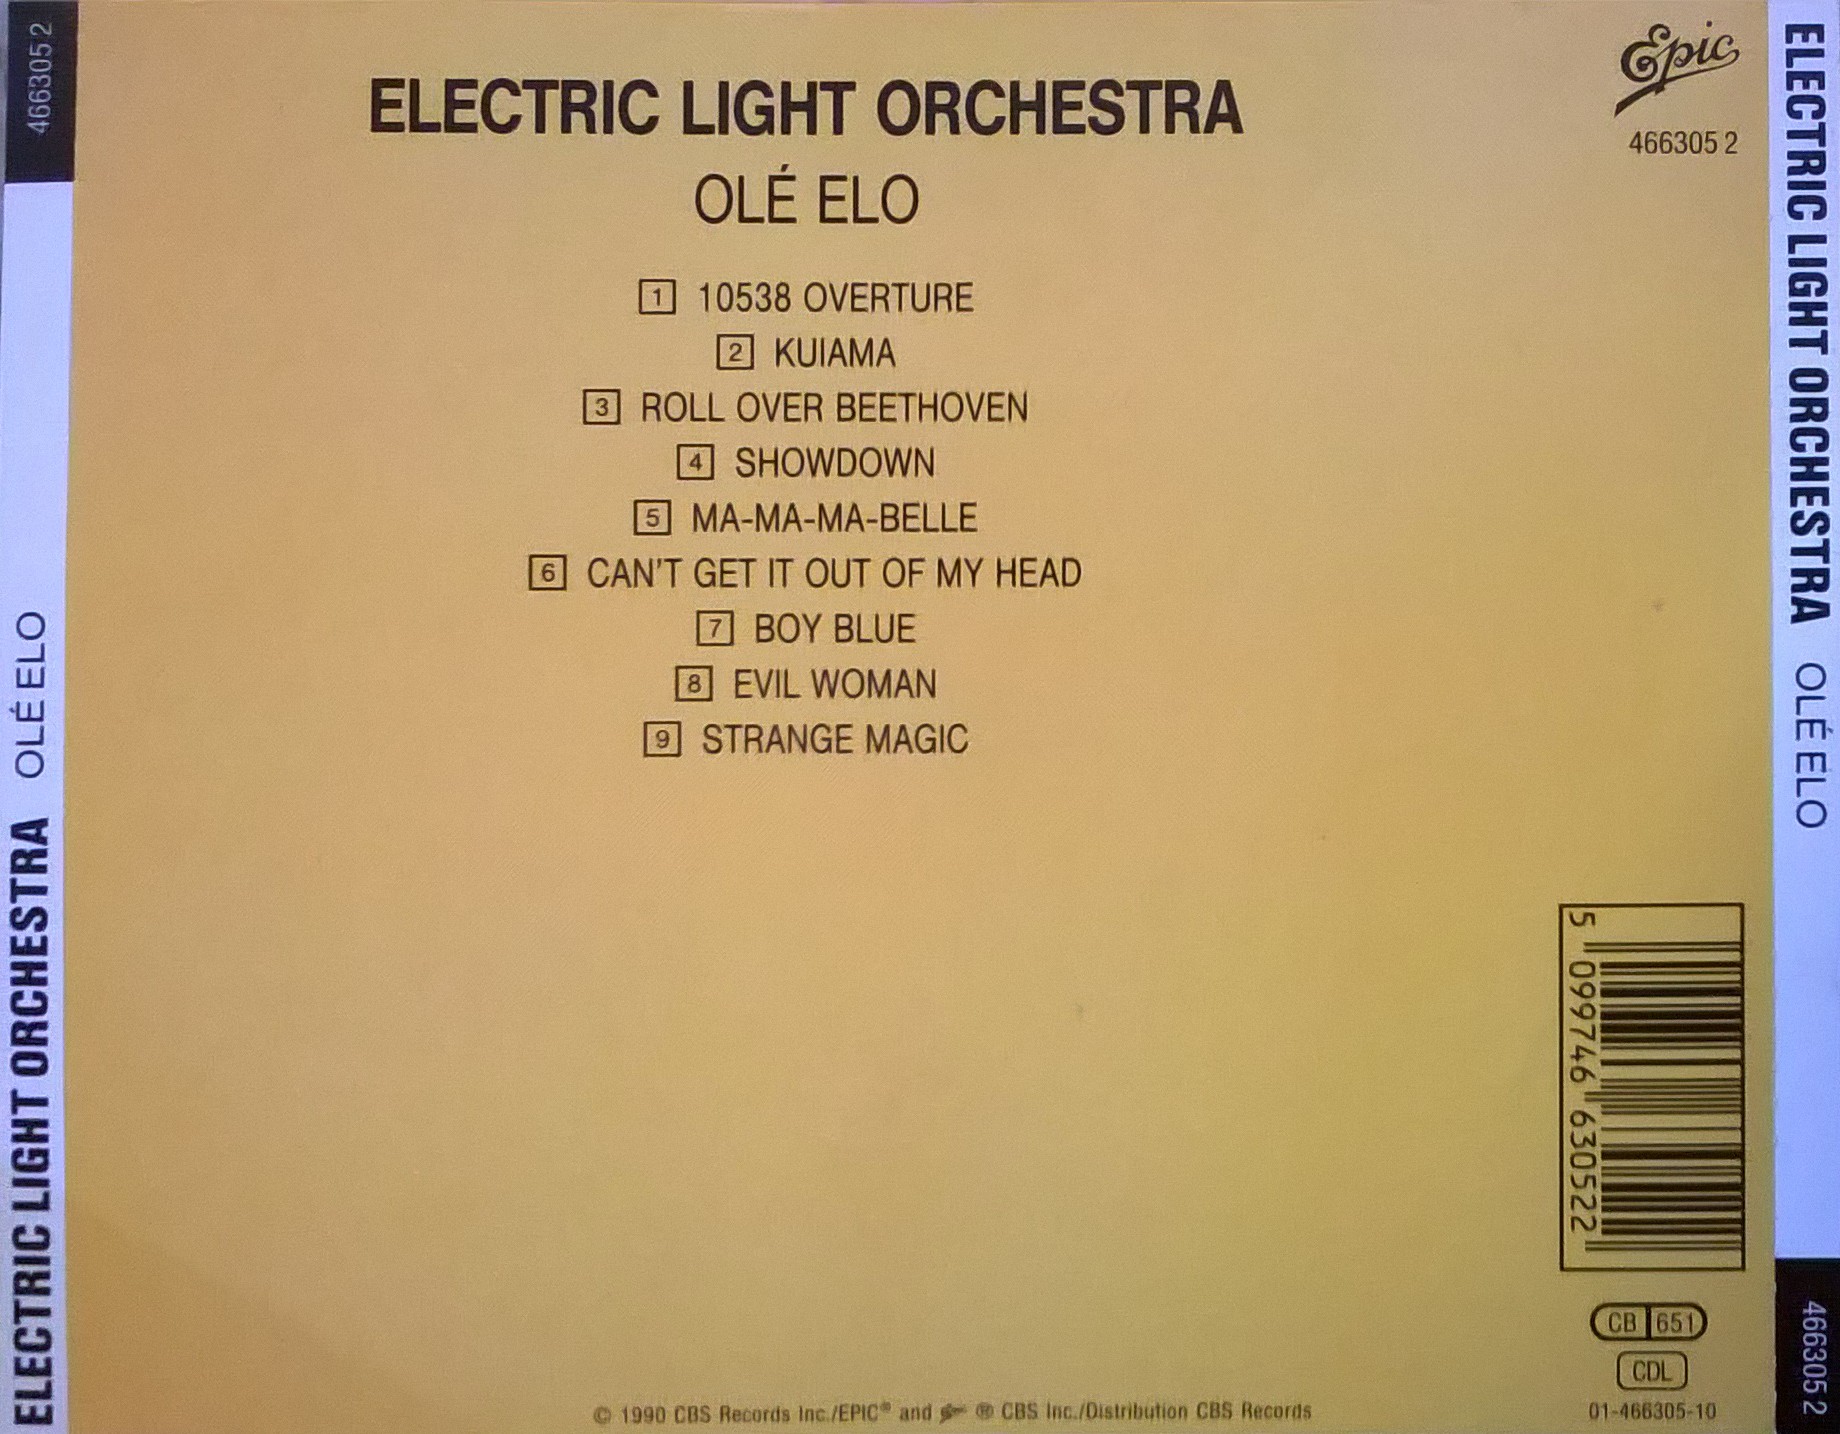 466305 2
ELECTRIC LIGHT ORCHESTRA OLÉ ELO
ELECTRIC LIGHT ORCHESTRA
OLÉ ELO
1 10538 OVERTURE
2 KUIAMA
3 ROLL OVER BEETHOVEN
4 SHOWDOWN
5 MA-MA-MA-BELLE
6 CAN'T GET IT OUT OF MY HEAD
7 BOY BLUE
8 EVIL WOMAN
9 STRANGE MAGIC
Epic
466305 2
5 099746 630522
CB 651
CDL
01-466305-10
© 1990 CBS Records Inc./EPIC® and ® CBS Inc./Distribution CBS Records
ELECTRIC LIGHT ORCHESTRA OLÉ ELO
466305 2